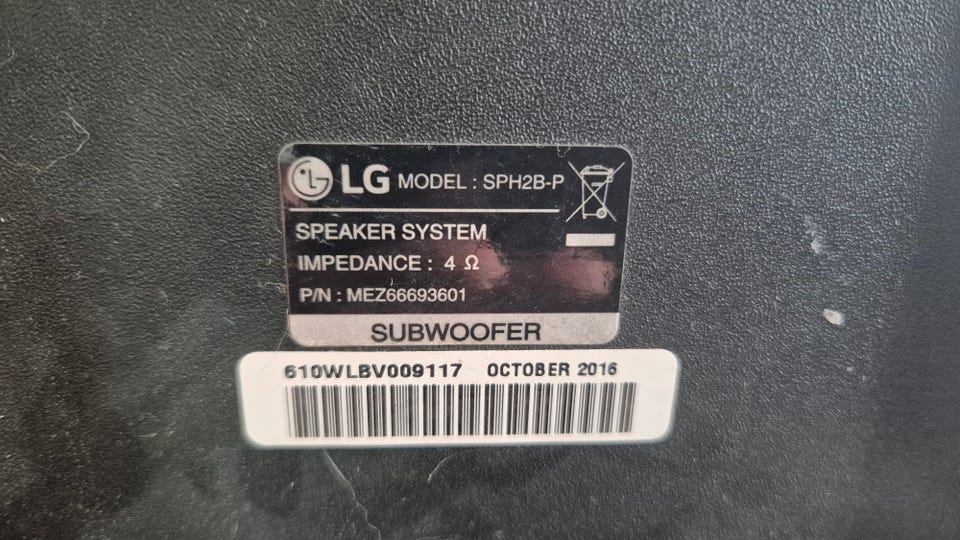 LG MODEL : SPH2B-P
SPEAKER SYSTEM
IMPEDANCE : 4 Ω
P/N : MEZ66693601
SUBWOOFER
610WLBV009117 OCTOBER 2016